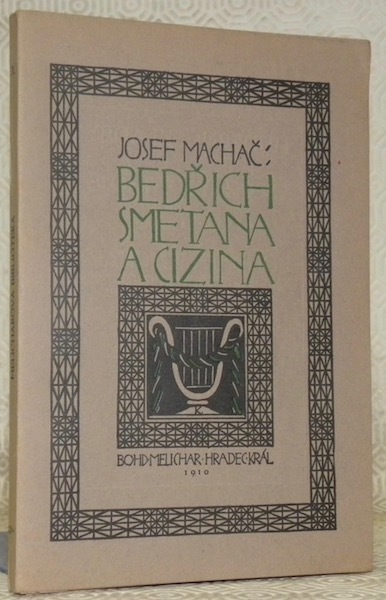 JOSEF MACHAČ:
BEDŘICH
SMETANA
A CIZINA
K
BOHD·MELICHAR·HRADEC·KRÁL
1910